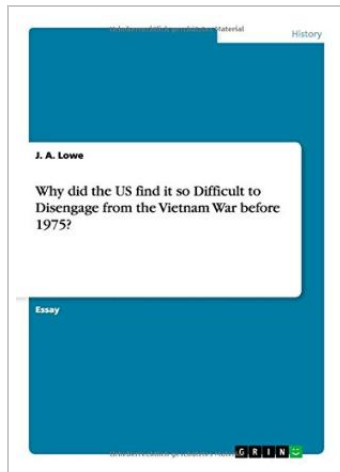 History
J. A. Lowe
Why did the US find it so Difficult to
Disengage from the Vietnam War before
1975?
Essay
GRIN